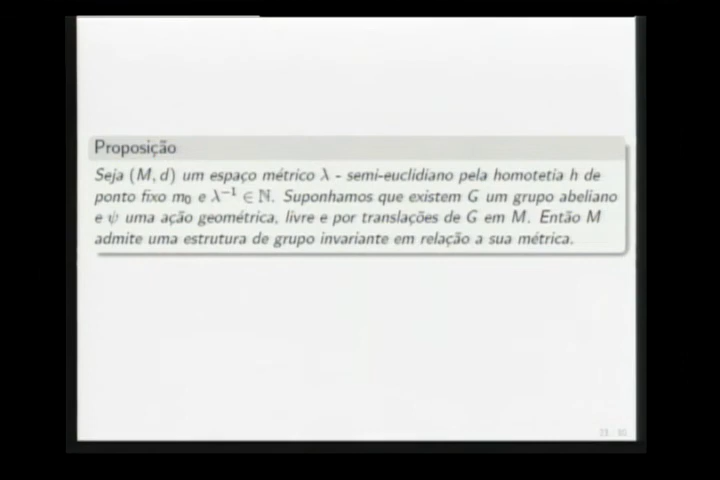 Proposição
Seja (M, d) um espaço métrico λ - semi-euclidiano pela homotetia h de
ponto fixo m₀ e λ⁻¹ ∈ ℕ. Suponhamos que existem G um grupo abeliano
e ψ uma ação geométrica, livre e por translações de G em M. Então M
admite uma estrutura de grupo invariante em relação a sua métrica.